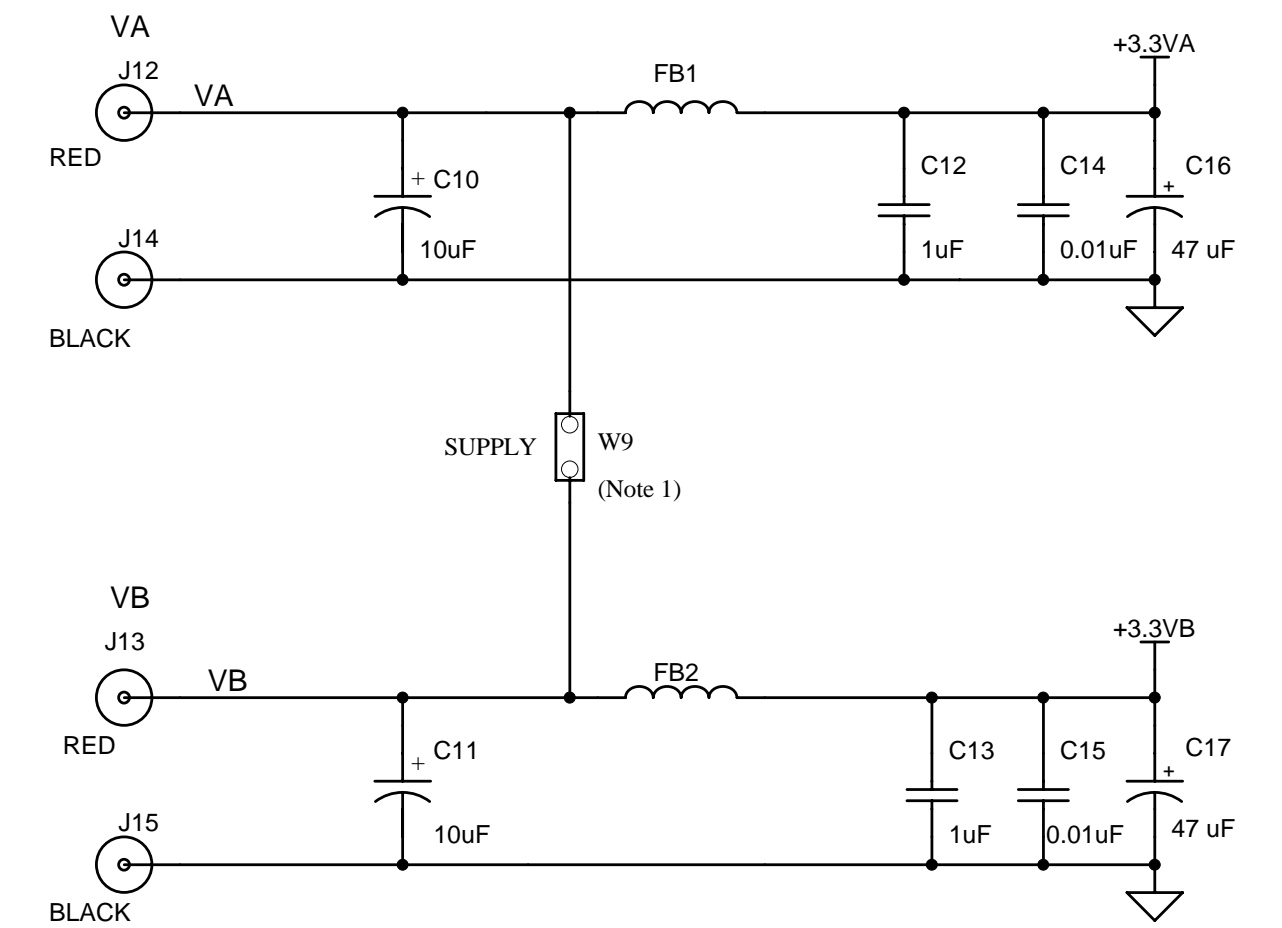 VA
J12
VA
RED
FB1
+3.3VA
+ C10
10uF
C12
1uF
C14
0.01uF
C16
+
47 uF
J14
BLACK
SUPPLY
W9
(Note 1)
VB
J13
VB
RED
FB2
+3.3VB
+ C11
10uF
C13
1uF
C15
0.01uF
C17
+
47 uF
J15
BLACK